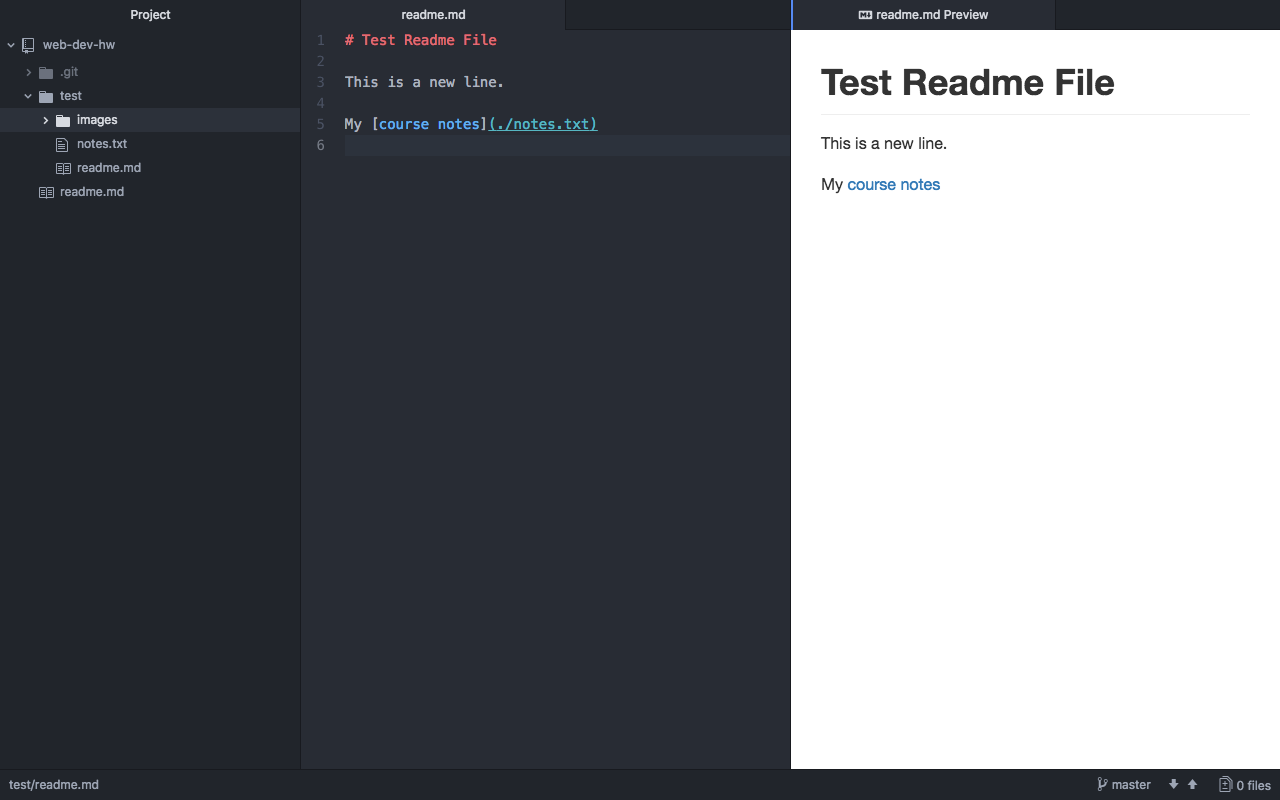 Project
web-dev-hw
.git
test
images
notes.txt
readme.md
readme.md
readme.md
1 # Test Readme File
2
3 This is a new line.
4
5 My [course notes](./notes.txt)
6
readme.md Preview
Test Readme File
This is a new line.
My course notes
test/readme.md
master
0 files